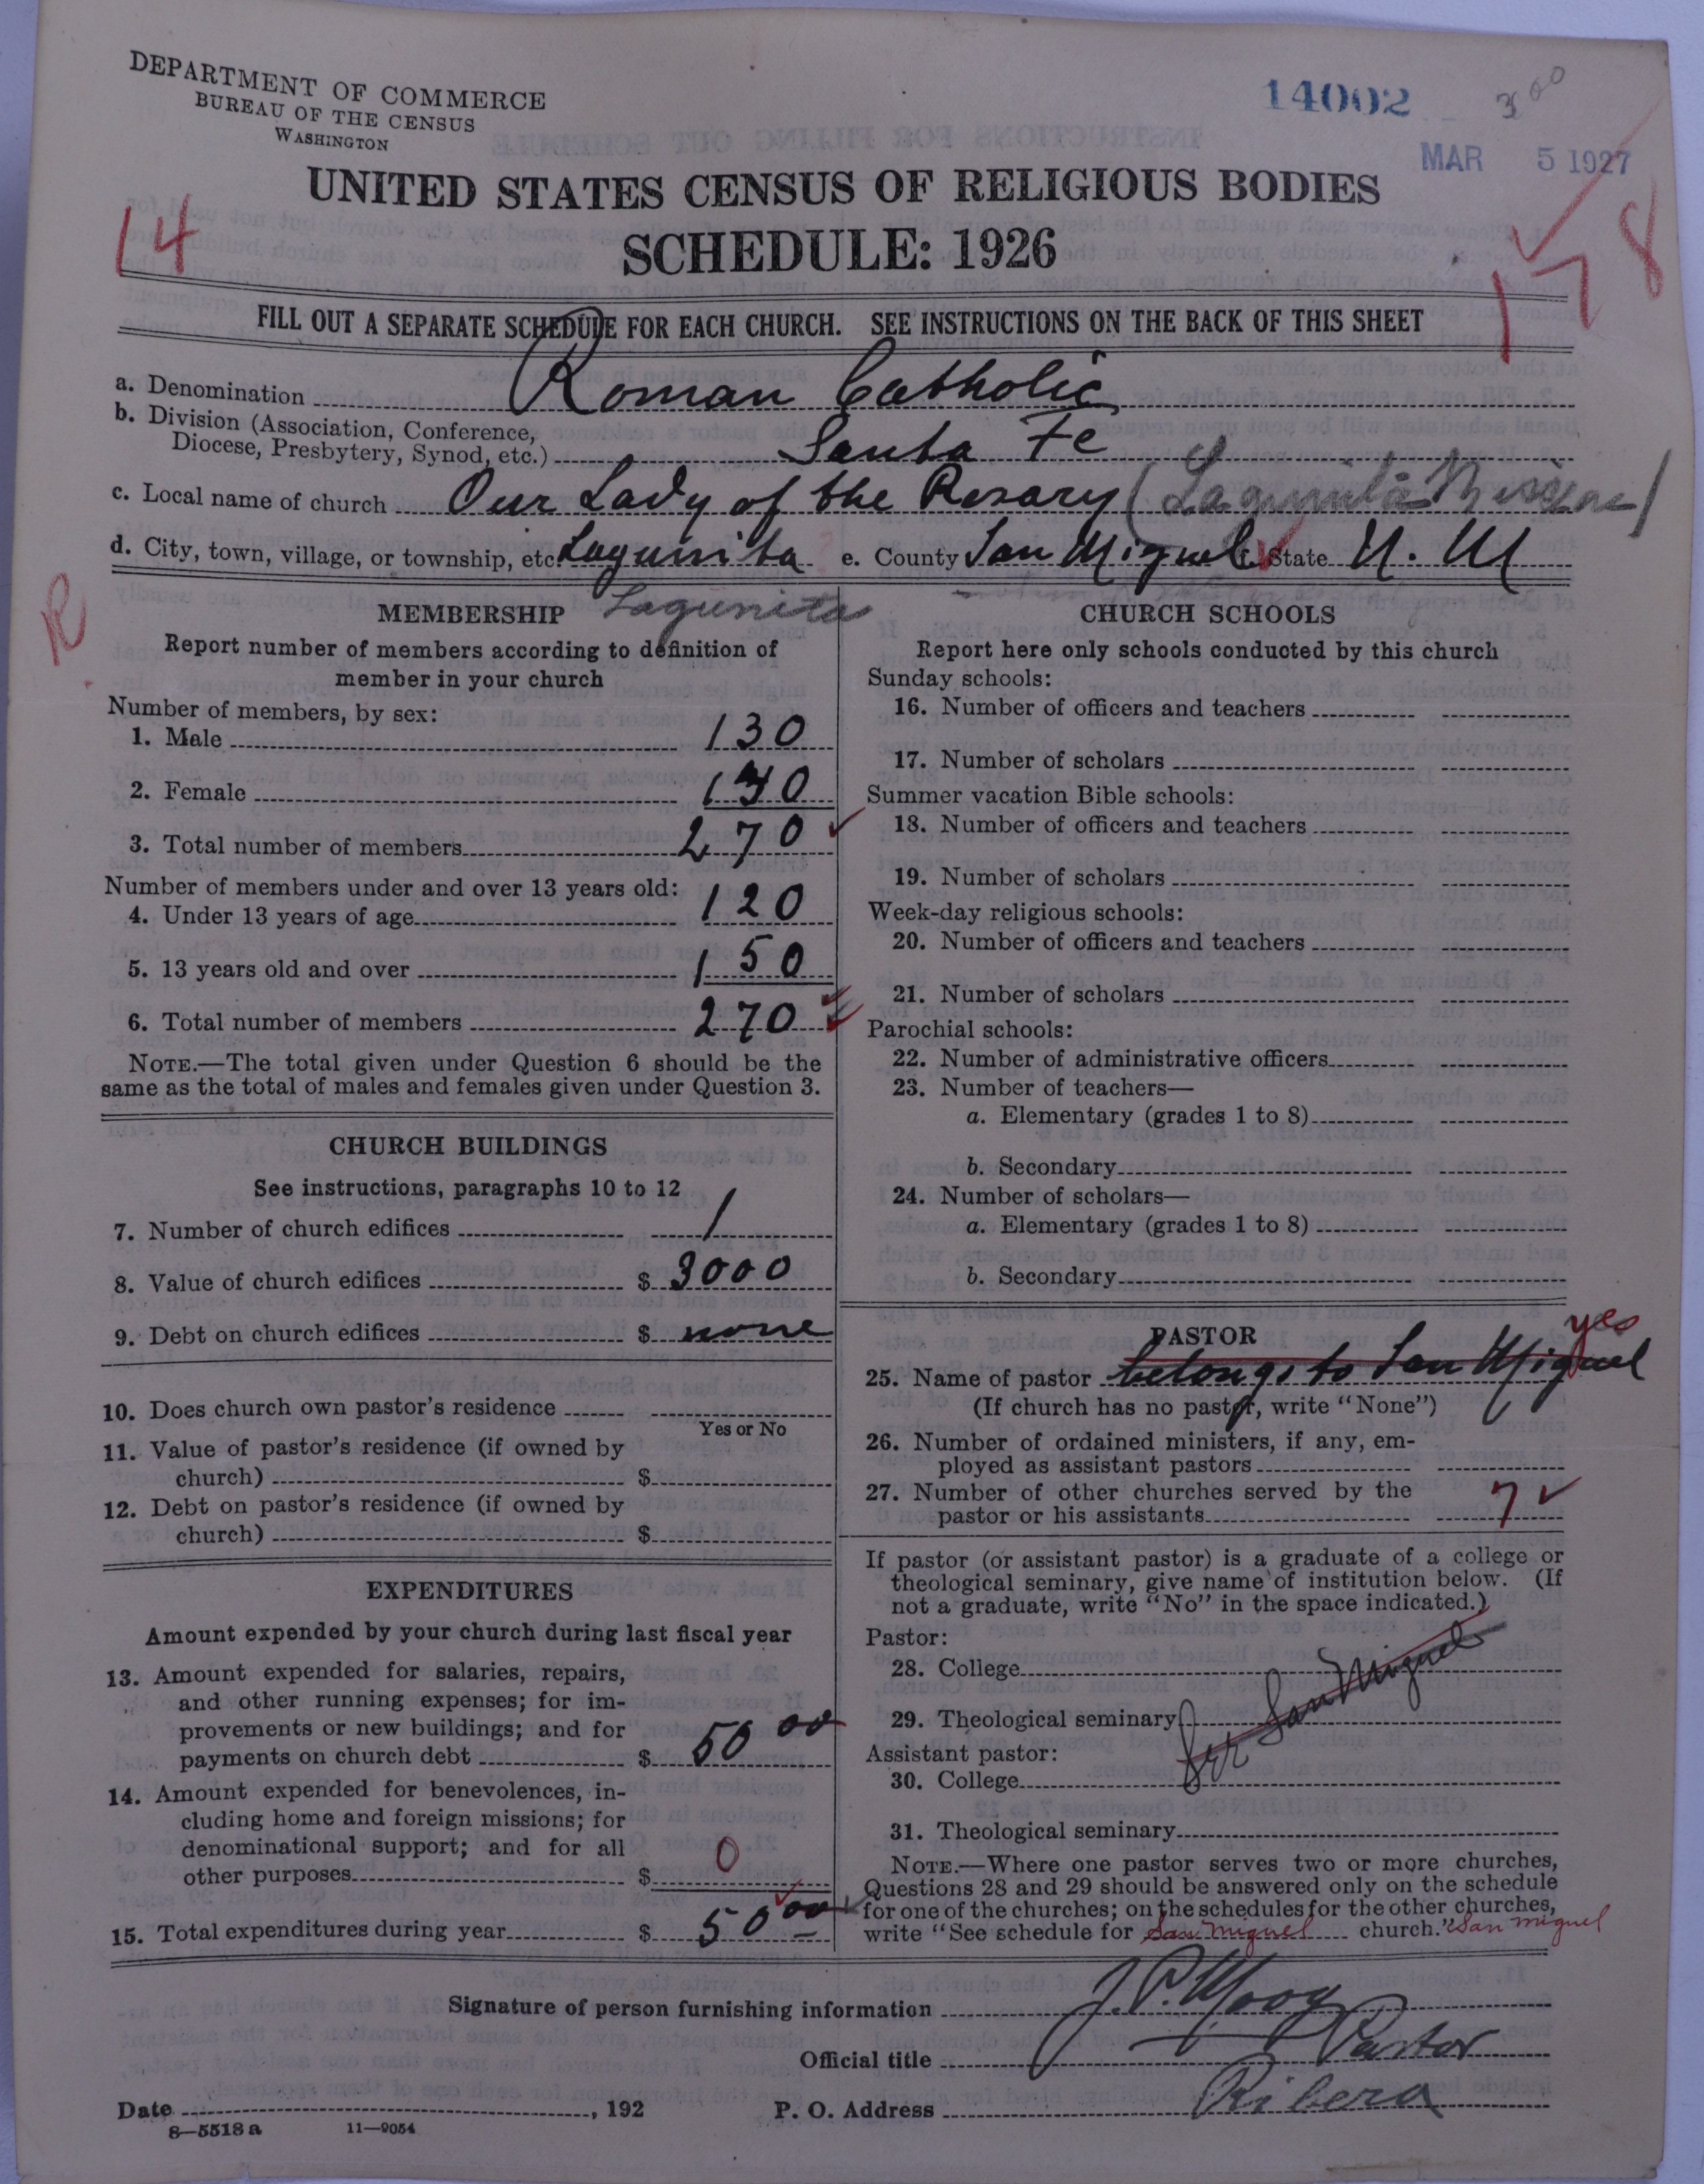 DEPARTMENT OF COMMERCE
BUREAU OF THE CENSUS
WASHINGTON
14002
300
MAR 5 1927
UNITED STATES CENSUS OF RELIGIOUS BODIES
SCHEDULE: 1926
14
178
FILL OUT A SEPARATE SCHEDULE FOR EACH CHURCH. SEE INSTRUCTIONS ON THE BACK OF THIS SHEET
a. Denomination Roman Catholic
b. Division (Association, Conference,
Diocese, Presbytery, Synod, etc.) Santa Fe
c. Local name of church Our Lady of the Rosary (Lagunita Mission)
d. City, town, village, or township, etc. Lagunita e. County San Miguel f. State N. M
R
MEMBERSHIP Lagunita
Report number of members according to definition of
member in your church
Number of members, by sex:
1. Male 130
2. Female 140
3. Total number of members 270
Number of members under and over 13 years old:
4. Under 13 years of age 120
5. 13 years old and over 150
6. Total number of members 270
NOTE.—The total given under Question 6 should be the
same as the total of males and females given under Question 3.
CHURCH BUILDINGS
See instructions, paragraphs 10 to 12
7. Number of church edifices 1
8. Value of church edifices $ 3000
9. Debt on church edifices $ none
10. Does church own pastor's residence
Yes or No
11. Value of pastor's residence (if owned by
church) $
12. Debt on pastor's residence (if owned by
church) $
EXPENDITURES
Amount expended by your church during last fiscal year
13. Amount expended for salaries, repairs,
and other running expenses; for im-
provements or new buildings; and for
payments on church debt $ 50 00
14. Amount expended for benevolences, in-
cluding home and foreign missions; for
denominational support; and for all
other purposes $ 0
15. Total expenditures during year $ 50 00
CHURCH SCHOOLS
Report here only schools conducted by this church
Sunday schools:
16. Number of officers and teachers
17. Number of scholars
Summer vacation Bible schools:
18. Number of officers and teachers
19. Number of scholars
Week-day religious schools:
20. Number of officers and teachers
21. Number of scholars
Parochial schools:
22. Number of administrative officers
23. Number of teachers—
a. Elementary (grades 1 to 8)
b. Secondary
24. Number of scholars—
a. Elementary (grades 1 to 8)
b. Secondary
PASTOR yes
25. Name of pastor belongs to San Miguel
(If church has no pastor, write "None")
26. Number of ordained ministers, if any, em-
ployed as assistant pastors
27. Number of other churches served by the
pastor or his assistants 7
If pastor (or assistant pastor) is a graduate of a college or
theological seminary, give name of institution below. (If
not a graduate, write "No" in the space indicated.)
Pastor:
28. College
29. Theological seminary
See San Miguel
Assistant pastor:
30. College
31. Theological seminary
NOTE.—Where one pastor serves two or more churches,
Questions 28 and 29 should be answered only on the schedule
for one of the churches; on the schedules for the other churches,
write "See schedule for San Miguel church." San Miguel
Signature of person furnishing information J. P. Moog
Official title Pastor
Date , 192 P. O. Address Ribera
8—5518 a 11—9054